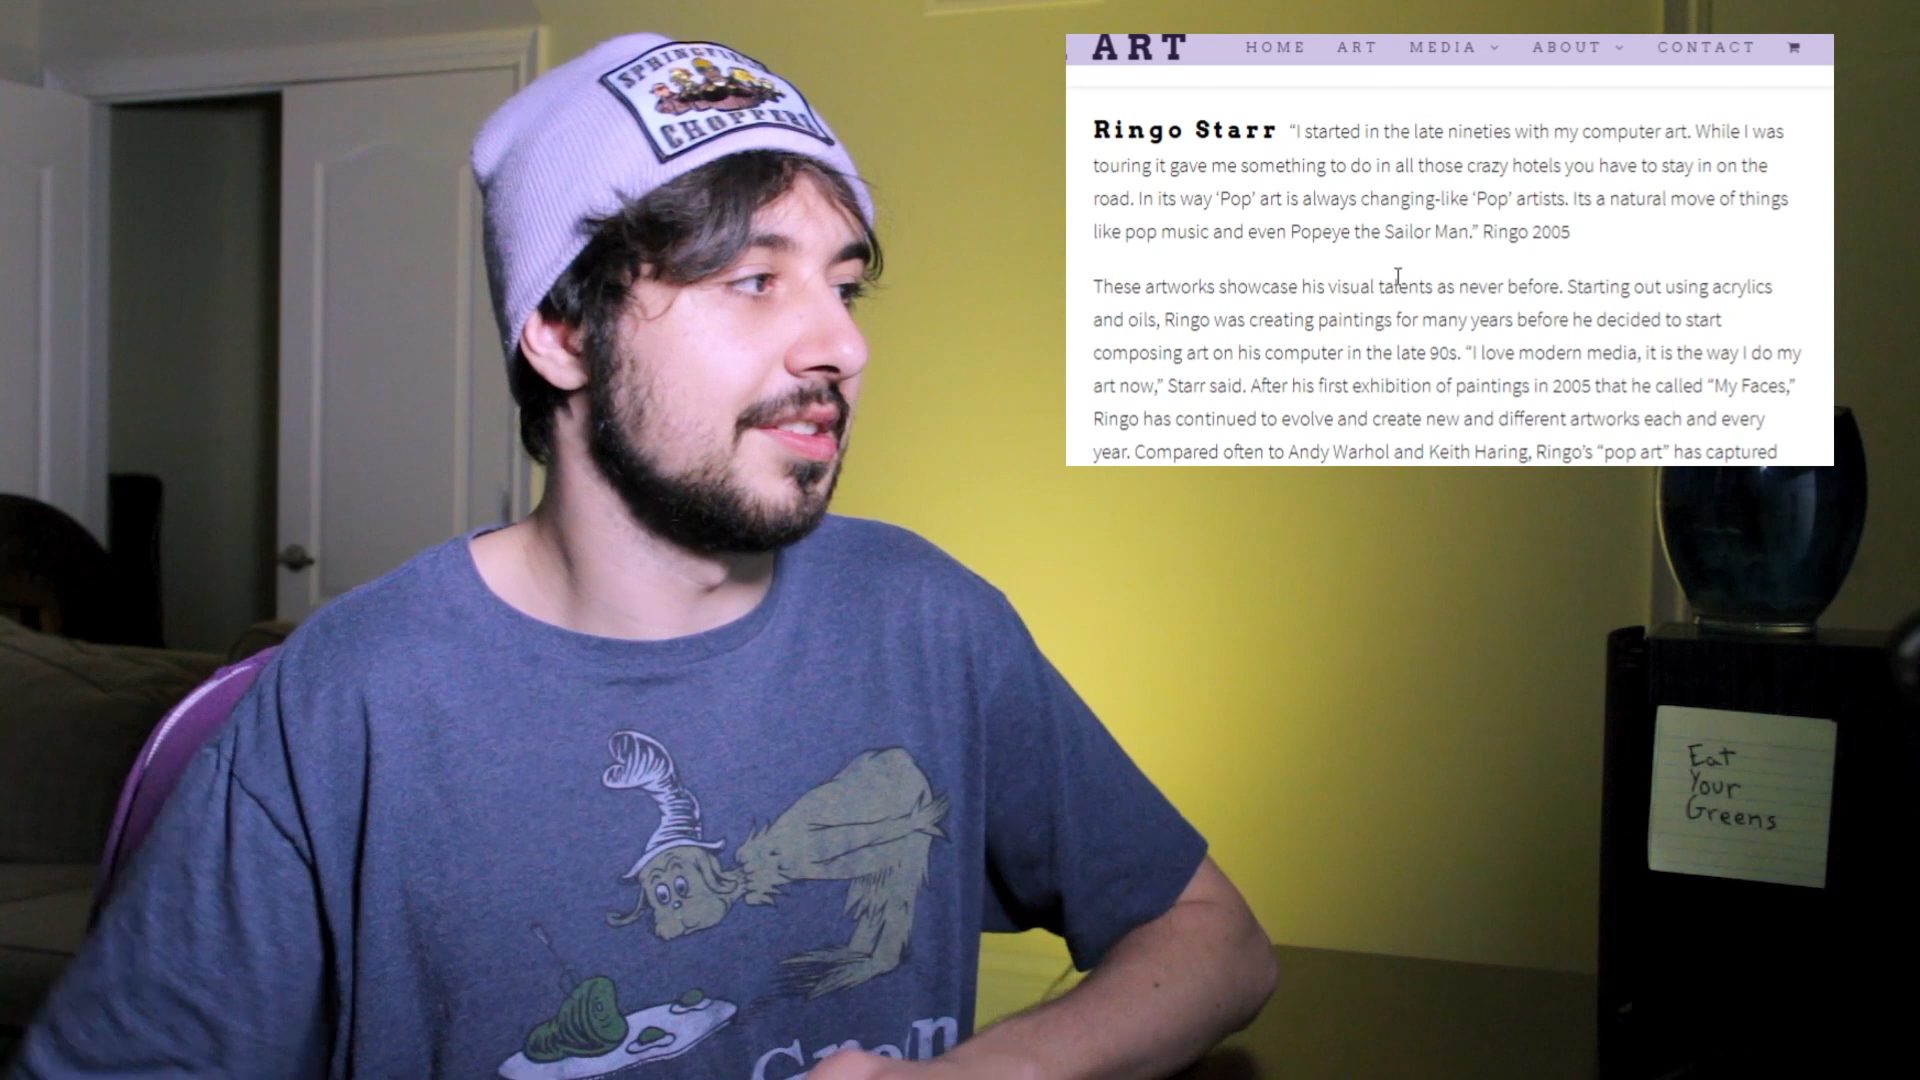 SPRINGFIELD
CHOPPERS
ART HOME ART MEDIA ABOUT CONTACT
Ringo Starr “I started in the late nineties with my computer art. While I was
touring it gave me something to do in all those crazy hotels you have to stay in on the
road. In its way ‘Pop’ art is always changing-like ‘Pop’ artists. Its a natural move of things
like pop music and even Popeye the Sailor Man.” Ringo 2005
These artworks showcase his visual talents as never before. Starting out using acrylics
and oils, Ringo was creating paintings for many years before he decided to start
composing art on his computer in the late 90s. “I love modern media, it is the way I do my
art now,” Starr said. After his first exhibition of paintings in 2005 that he called “My Faces,”
Ringo has continued to evolve and create new and different artworks each and every
year. Compared often to Andy Warhol and Keith Haring, Ringo’s “pop art” has captured
Eat
Your
Greens
Green